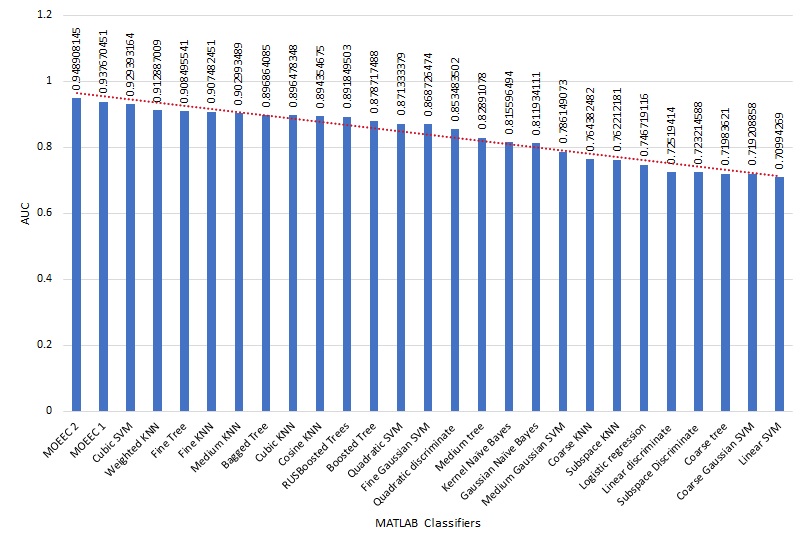 1.2
1
0.8
0.6
0.4
0.2
0
AUC
0.948908145
0.937670451
0.929393164
0.912887009
0.908495541
0.907482451
0.902993489
0.896864085
0.896478348
0.894354675
0.891849503
0.878717488
0.871333379
0.868726474
0.853483502
0.82891078
0.815596494
0.811934111
0.786149073
0.764382482
0.762212181
0.746719116
0.72519414
0.723214588
0.71983521
0.719208858
0.70994269
MOEEC 2
MOEEC 1
Cubic SVM
Weighted KNN
Fine Tree
Fine KNN
Medium KNN
Bagged Tree
Cubic KNN
Cosine KNN
RUSBoosted Trees
Boosted Tree
Quadratic SVM
Fine Gaussian SVM
Quadratic discriminate
Medium tree
Kernel Naïve Bayes
Gaussian Naïve Bayes
Medium Gaussian SVM
Coarse KNN
Subspace KNN
Logistic regression
Linear discriminate
Subspace Discriminate
Coarse tree
Coarse Gaussian SVM
Linear SVM
MATLAB Classifiers